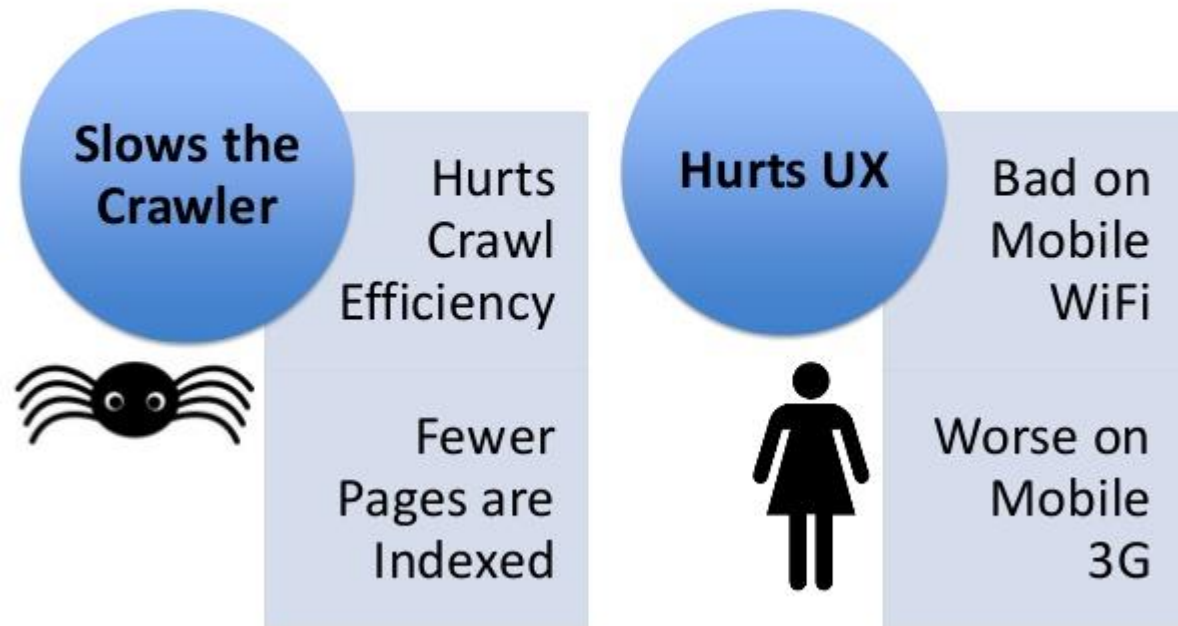 Slows the
Crawler
Hurts
Crawl
Efficiency
Fewer
Pages are
Indexed
Hurts UX
Bad on
Mobile
WiFi
Worse on
Mobile
3G